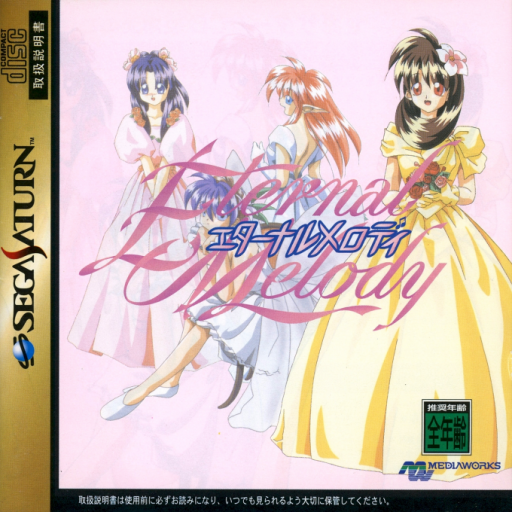 COMPACT
disc
取扱説明書
SEGA SATURN™
Eternal
エターナルメロディ
Melody
推奨年齢
全年齢
MEDIAWORKS
取扱説明書は使用前に必ずお読みになり、いつでも見られるよう大切に保管してください。